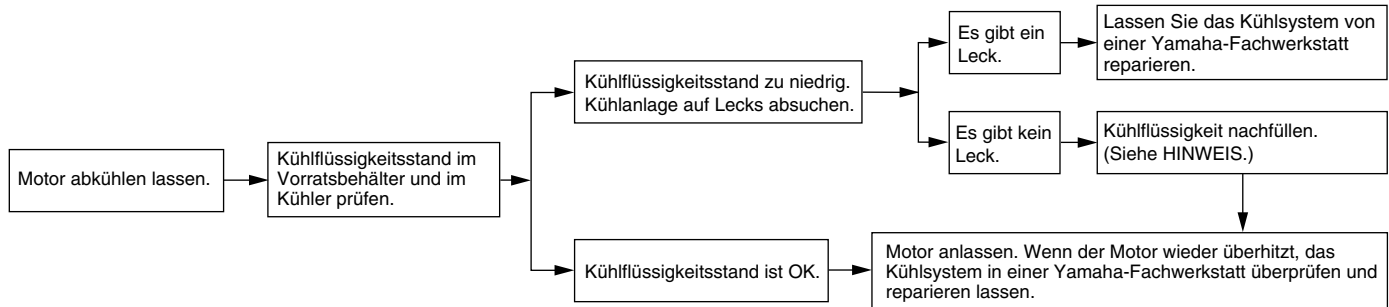 Motor abkühlen lassen.
Kühlflüssigkeitsstand im
Vorratsbehälter und im
Kühler prüfen.
Kühlflüssigkeitsstand zu niedrig.
Kühlanlage auf Lecks absuchen.
Es gibt ein
Leck.
Lassen Sie das Kühlsystem von
einer Yamaha-Fachwerkstatt
reparieren.
Es gibt kein
Leck.
Kühlflüssigkeit nachfüllen.
(Siehe HINWEIS.)
Kühlflüssigkeitsstand ist OK.
Motor anlassen. Wenn der Motor wieder überhitzt, das
Kühlsystem in einer Yamaha-Fachwerkstatt überprüfen und
reparieren lassen.